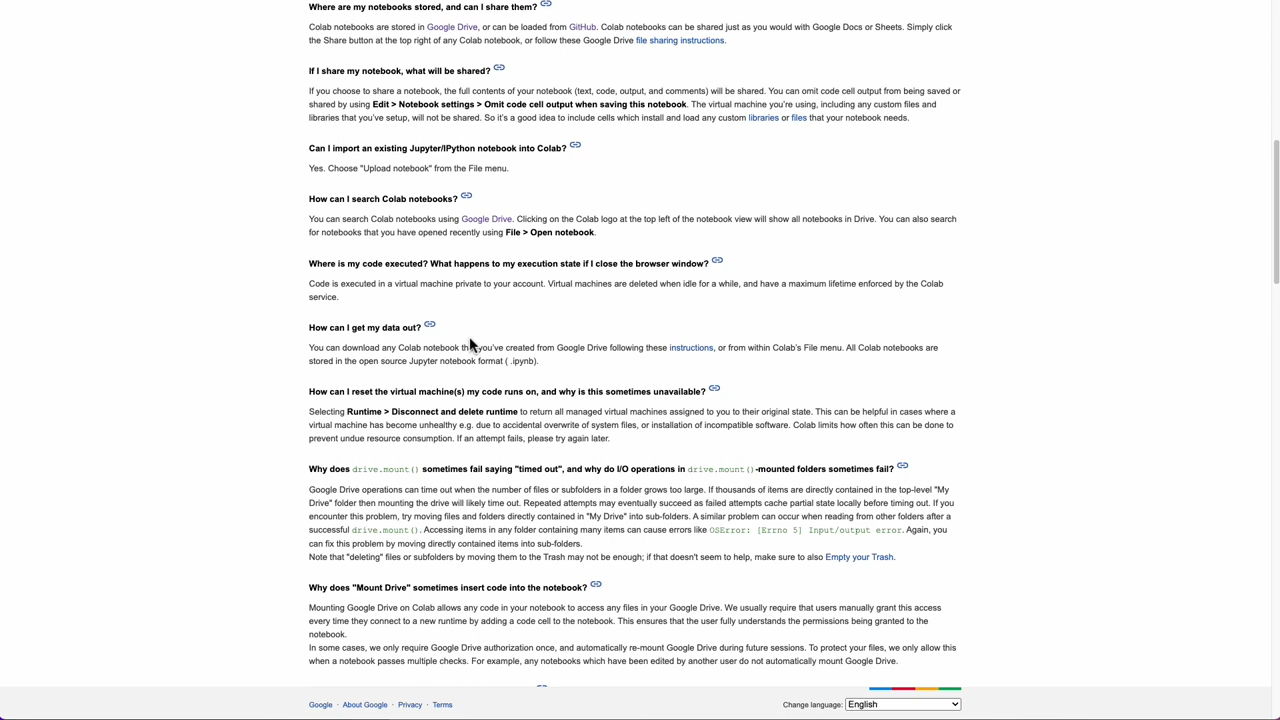 Where are my notebooks stored, and can I share them?
Colab notebooks are stored in Google Drive, or can be loaded from GitHub. Colab notebooks can be shared just as you would with Google Docs or Sheets. Simply click
the Share button at the top right of any Colab notebook, or follow these Google Drive file sharing instructions.
If I share my notebook, what will be shared?
If you choose to share a notebook, the full contents of your notebook (text, code, output, and comments) will be shared. You can omit code cell output from being saved or
shared by using Edit > Notebook settings > Omit code cell output when saving this notebook. The virtual machine you're using, including any custom files and
libraries that you've setup, will not be shared. So it's a good idea to include cells which install and load any custom libraries or files that your notebook needs.
Can I import an existing Jupyter/IPython notebook into Colab?
Yes. Choose "Upload notebook" from the File menu.
How can I search Colab notebooks?
You can search Colab notebooks using Google Drive. Clicking on the Colab logo at the top left of the notebook view will show all notebooks in Drive. You can also search
for notebooks that you have opened recently using File > Open notebook.
Where is my code executed? What happens to my execution state if I close the browser window?
Code is executed in a virtual machine private to your account. Virtual machines are deleted when idle for a while, and have a maximum lifetime enforced by the Colab
service.
How can I get my data out?
You can download any Colab notebook you've created from Google Drive following these instructions, or from within Colab's File menu. All Colab notebooks are
stored in the open source Jupyter notebook format ( .ipynb).
How can I reset the virtual machine(s) my code runs on, and why is this sometimes unavailable?
Selecting Runtime > Disconnect and delete runtime to return all managed virtual machines assigned to you to their original state. This can be helpful in cases where a
virtual machine has become unhealthy e.g. due to accidental overwrite of system files, or installation of incompatible software. Colab limits how often this can be done to
prevent undue resource consumption. If an attempt fails, please try again later.
Why does drive.mount() sometimes fail saying "timed out", and why do I/O operations in drive.mount()-mounted folders sometimes fail?
Google Drive operations can time out when the number of files or subfolders in a folder grows too large. If thousands of items are directly contained in the top-level "My
Drive" folder then mounting the drive will likely time out. Repeated attempts may eventually succeed as failed attempts cache partial state locally before timing out. If you
encounter this problem, try moving files and folders directly contained in "My Drive" into sub-folders. A similar problem can occur when reading from other folders after a
successful drive.mount(). Accessing items in any folder containing many items can cause errors like OSError: [Errno 5] Input/output error. Again, you
can fix this problem by moving directly contained items into sub-folders.
Note that "deleting" files or subfolders by moving them to the Trash may not be enough; if that doesn't seem to help, make sure to also Empty your Trash.
Why does "Mount Drive" sometimes insert code into the notebook?
Mounting Google Drive on Colab allows any code in your notebook to access any files in your Google Drive. We usually require that users manually grant this access
every time they connect to a new runtime by adding a code cell to the notebook. This ensures that the user fully understands the permissions being granted to the
notebook.
In some cases, we only require Google Drive authorization once, and automatically re-mount Google Drive during future sessions. To protect your files, we only allow this
when a notebook passes multiple checks. For example, any notebooks which have been edited by another user do not automatically mount Google Drive.
Google · About Google · Privacy · Terms
Change language: English